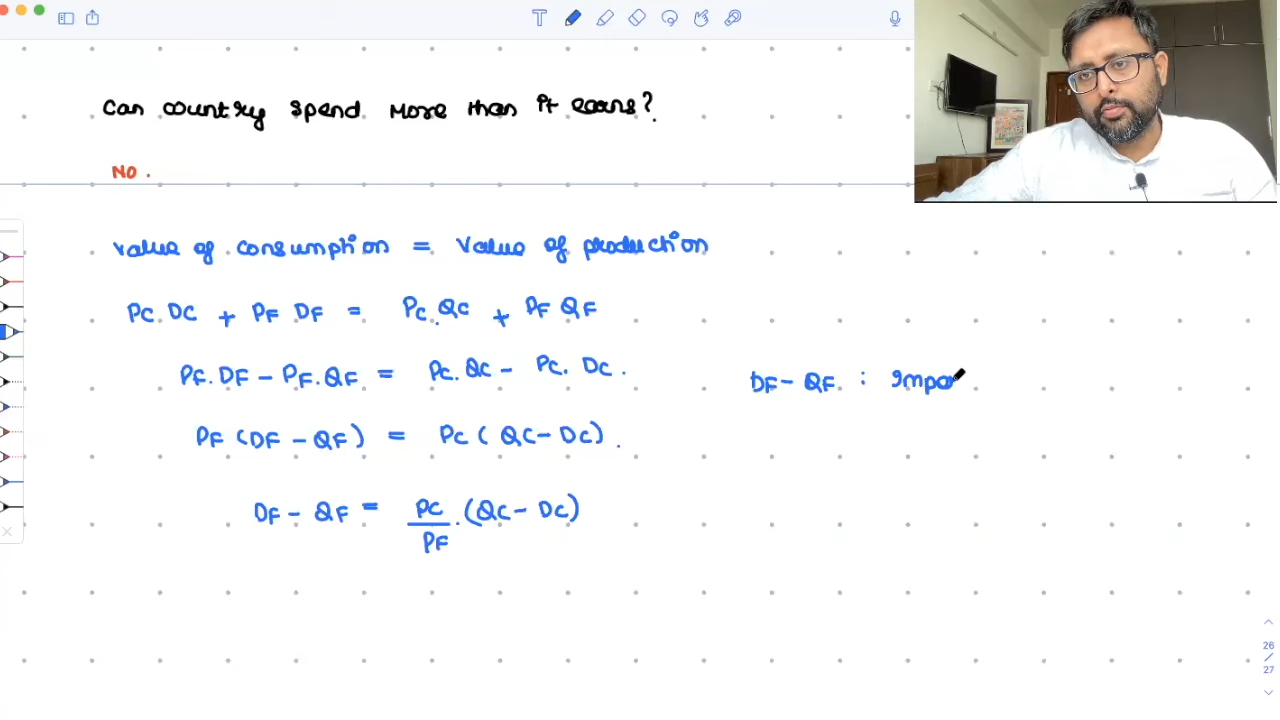 Can country spend more than it earns?
NO.
Value of consumption = Value of production
PC. DC + PF DF = PC. QC + PF QF
PF. DF - PF. QF = PC. QC - PC. DC.
DF - QF : Impor
PF (DF - QF) = PC (QC - DC).
DF - QF = PC/PF . (QC - DC)
26
/
27